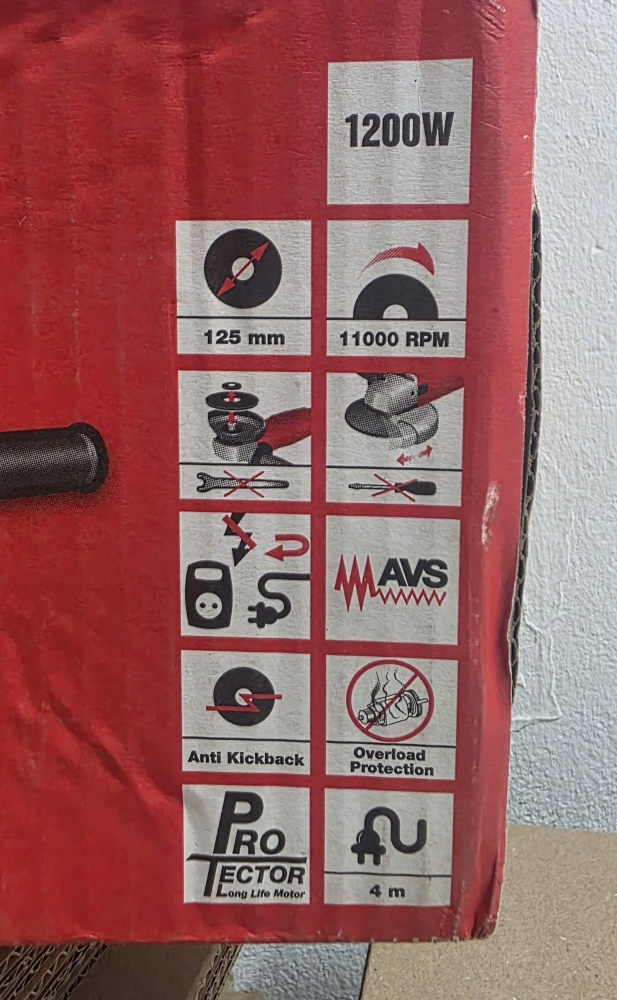 1200W
125 mm
11000 RPM
AVS
Anti Kickback
Overload
Protection
PRO
TECTOR
Long Life Motor
4 m